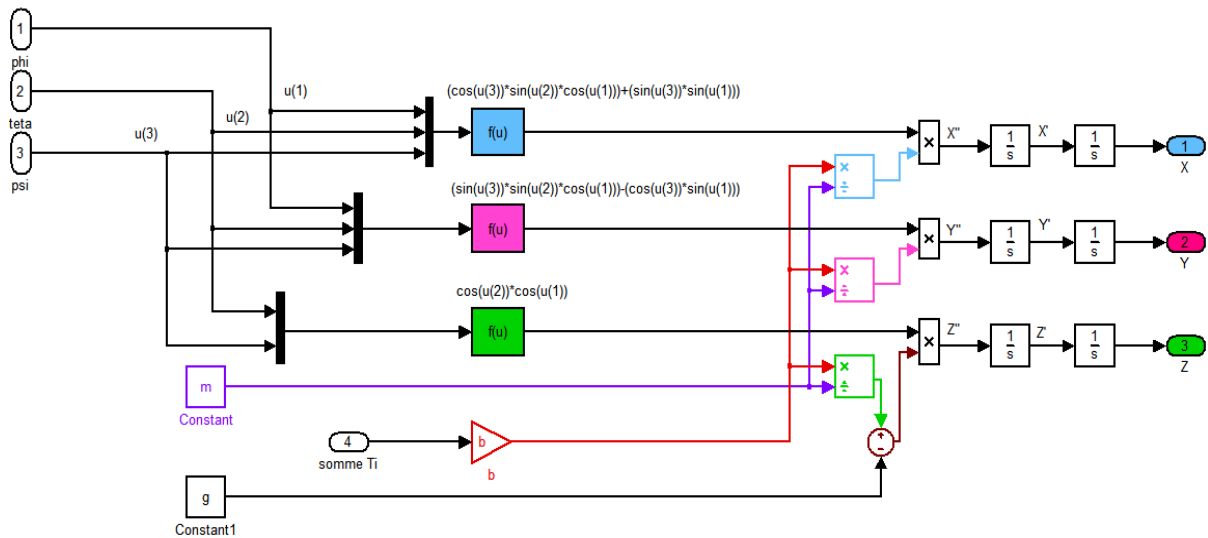 1
phi
2
teta
3
psi
u(1)
u(2)
u(3)
(cos(u(3))*sin(u(2))*cos(u(1)))+(sin(u(3))*sin(u(1)))
f(u)
×
÷
×
X''
1
s
X'
1
s
1
X
(sin(u(3))*sin(u(2))*cos(u(1)))-(cos(u(3))*sin(u(1)))
f(u)
×
÷
×
Y''
1
s
Y'
1
s
2
Y
cos(u(2))*cos(u(1))
f(u)
×
÷
×
Z''
1
s
Z'
1
s
3
Z
m
Constant
4
somme Ti
b
b
+
−
g
Constant1